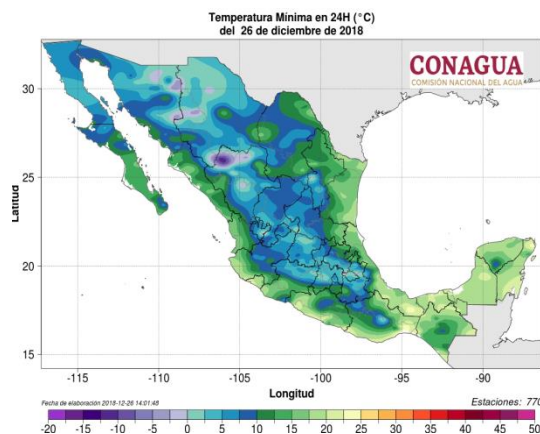 Temperatura Mínima en 24H (°C)
del 26 de diciembre de 2018
CONAGUA
COMISIÓN NACIONAL DEL AGUA
30
25
20
15
Latitud
-115 -110 -105 -100 -95 -90
Longitud
Fecha de elaboración 2018-12-26 14:01:48
Estaciones: 770
-20 -15 -10 -5 0 5 10 15 20 25 30 35 40 45 50